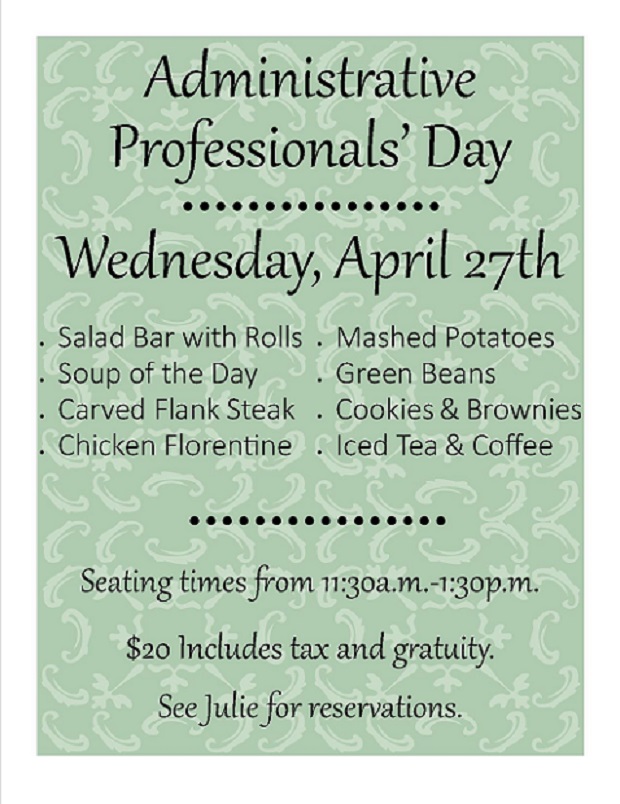 Administrative
Professionals’ Day
Wednesday, April 27th
. Salad Bar with Rolls
. Soup of the Day
. Carved Flank Steak
. Chicken Florentine
. Mashed Potatoes
. Green Beans
. Cookies & Brownies
. Iced Tea & Coffee
Seating times from 11:30a.m.-1:30p.m.
$20 Includes tax and gratuity.
See Julie for reservations.